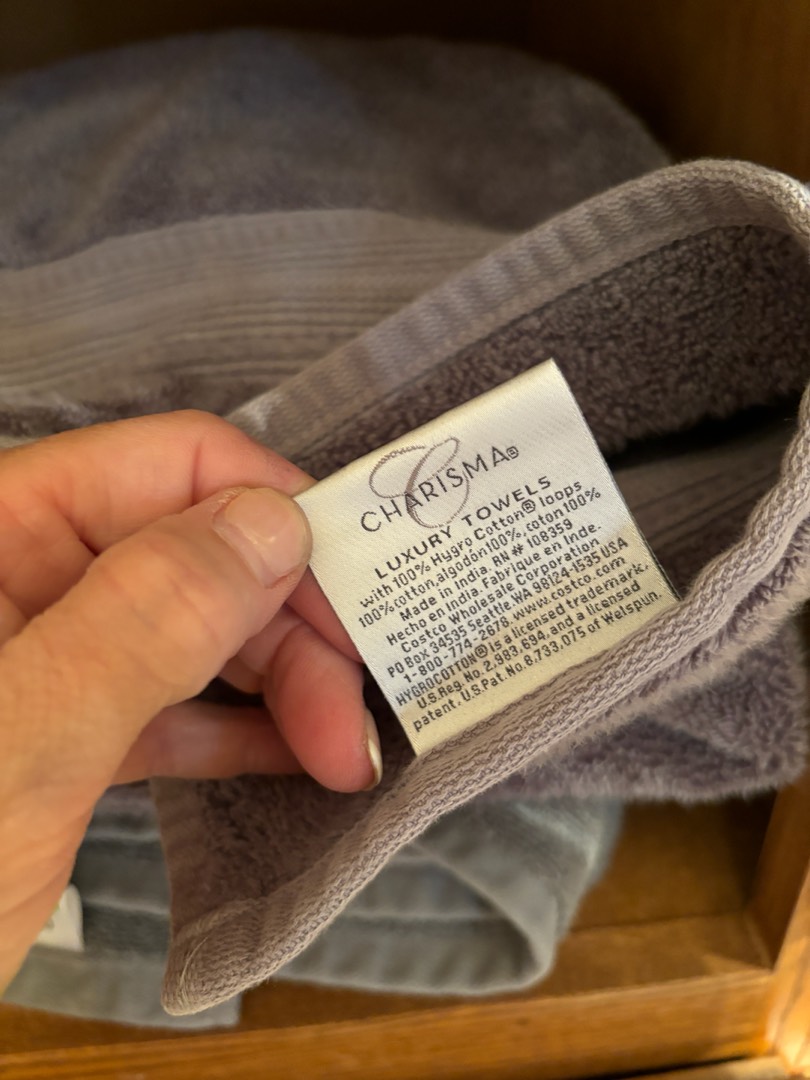 C
CHARISMA®
LUXURY TOWELS
with 100% Hygro Cotton® loops
100% cotton,algodón 100%, coton 100%
Made in India. RN# 108359
Hecho en India. Fabrique en Inde.
Costco Wholesale Corporation
PO Box 34535 Seattle, WA 98124-1535 USA
1-800-774-2678. www.costco.com
HYGROCOTTON® is a licensed trademark,
U.S.Reg. No. 2,983,694, and a licensed
patent, U.S.Pat.No.8,733,075 of Welspun.